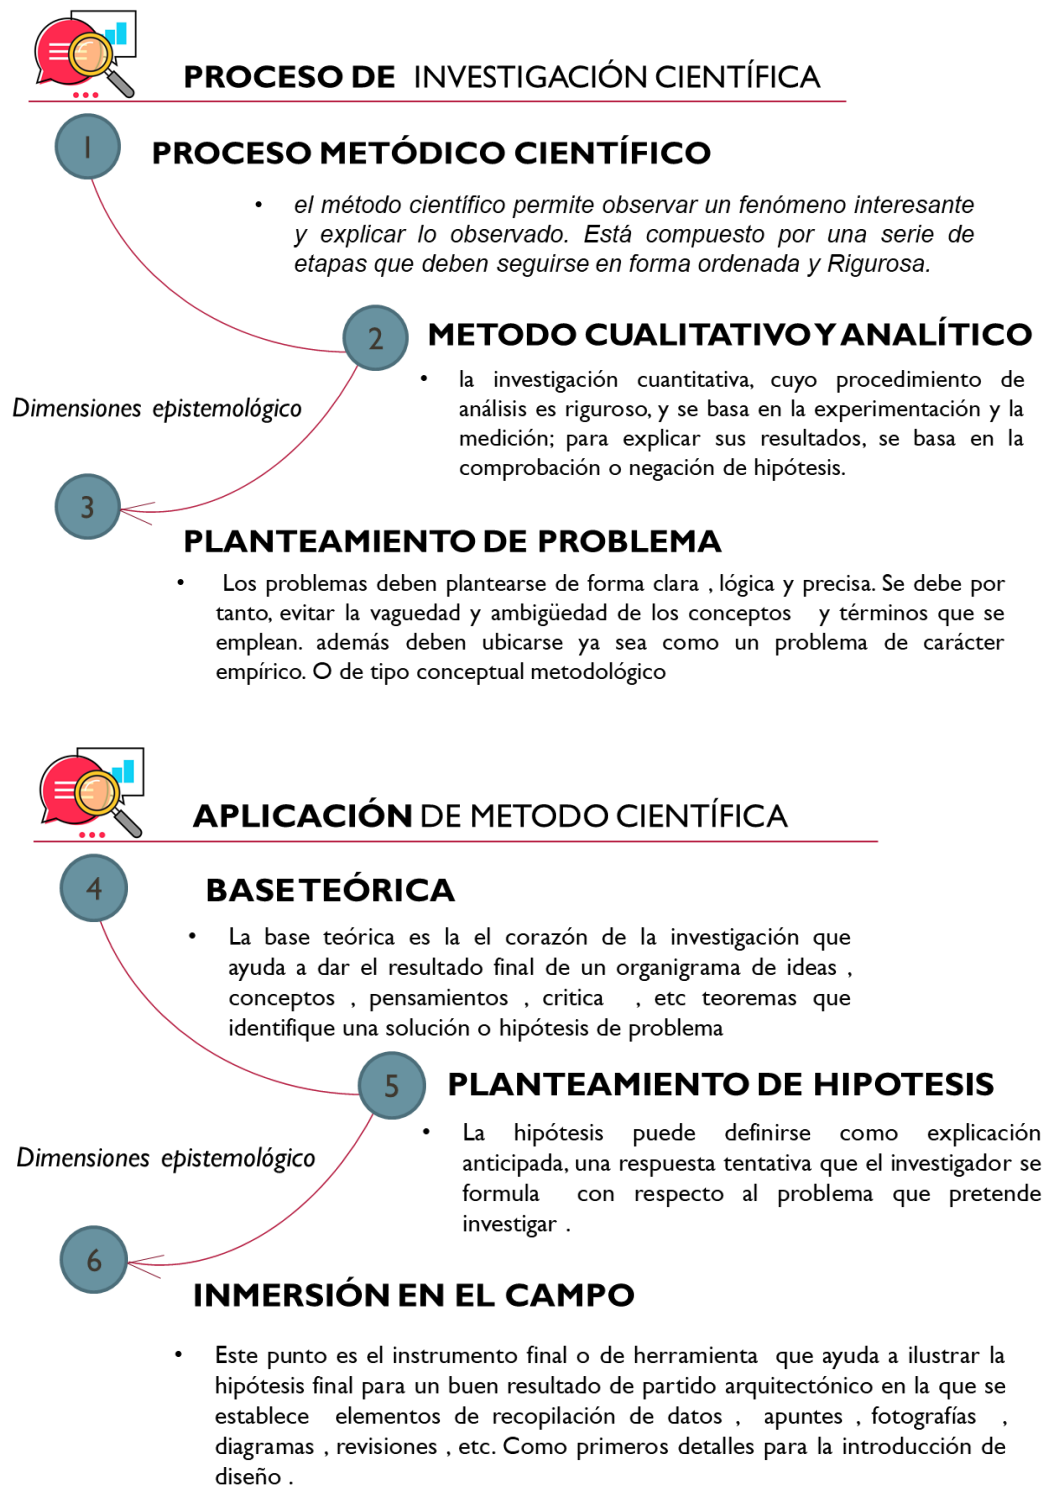 PROCESO DE INVESTIGACIÓN CIENTÍFICA
1
PROCESO METÓDICO CIENTÍFICO
• el método científico permite observar un fenómeno interesante
y explicar lo observado. Está compuesto por una serie de
etapas que deben seguirse en forma ordenada y Rigurosa.
2
METODO CUALITATIVO Y ANALÍTICO
• la investigación cuantitativa, cuyo procedimiento de
análisis es riguroso, y se basa en la experimentación y la
medición; para explicar sus resultados, se basa en la
comprobación o negación de hipótesis.
Dimensiones epistemológico
3
PLANTEAMIENTO DE PROBLEMA
• Los problemas deben plantearse de forma clara , lógica y precisa. Se debe por
tanto, evitar la vaguedad y ambigüedad de los conceptos y términos que se
emplean. además deben ubicarse ya sea como un problema de carácter
empírico. O de tipo conceptual metodológico
APLICACIÓN DE METODO CIENTÍFICA
4
BASE TEÓRICA
• La base teórica es la el corazón de la investigación que
ayuda a dar el resultado final de un organigrama de ideas ,
conceptos , pensamientos , critica , etc teoremas que
identifique una solución o hipótesis de problema
5
PLANTEAMIENTO DE HIPOTESIS
• La hipótesis puede definirse como explicación
anticipada, una respuesta tentativa que el investigador se
formula con respecto al problema que pretende
investigar .
Dimensiones epistemológico
6
INMERSIÓN EN EL CAMPO
• Este punto es el instrumento final o de herramienta que ayuda a ilustrar la
hipótesis final para un buen resultado de partido arquitectónico en la que se
establece elementos de recopilación de datos , apuntes , fotografías ,
diagramas , revisiones , etc. Como primeros detalles para la introducción de
diseño .